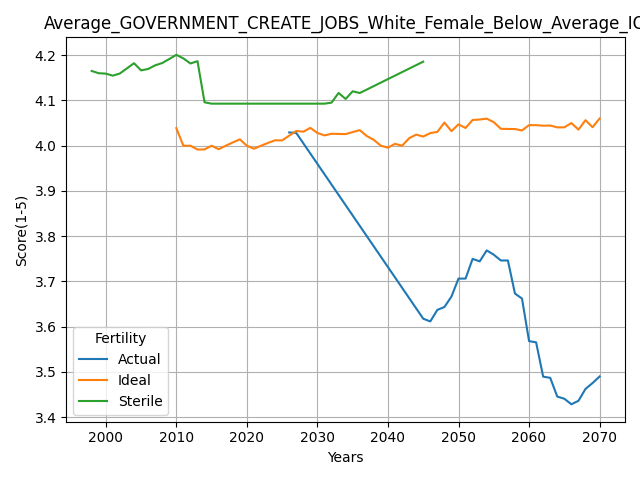 Average_GOVERNMENT_CREATE_JOBS_White_Female_Below_Average_IQ
4.2
4.1
4.0
3.9
3.8
3.7
3.6
3.5
3.4
Score(1-5)
Fertility
Actual
Ideal
Sterile
2000
2010
2020
2030
2040
2050
2060
2070
Years